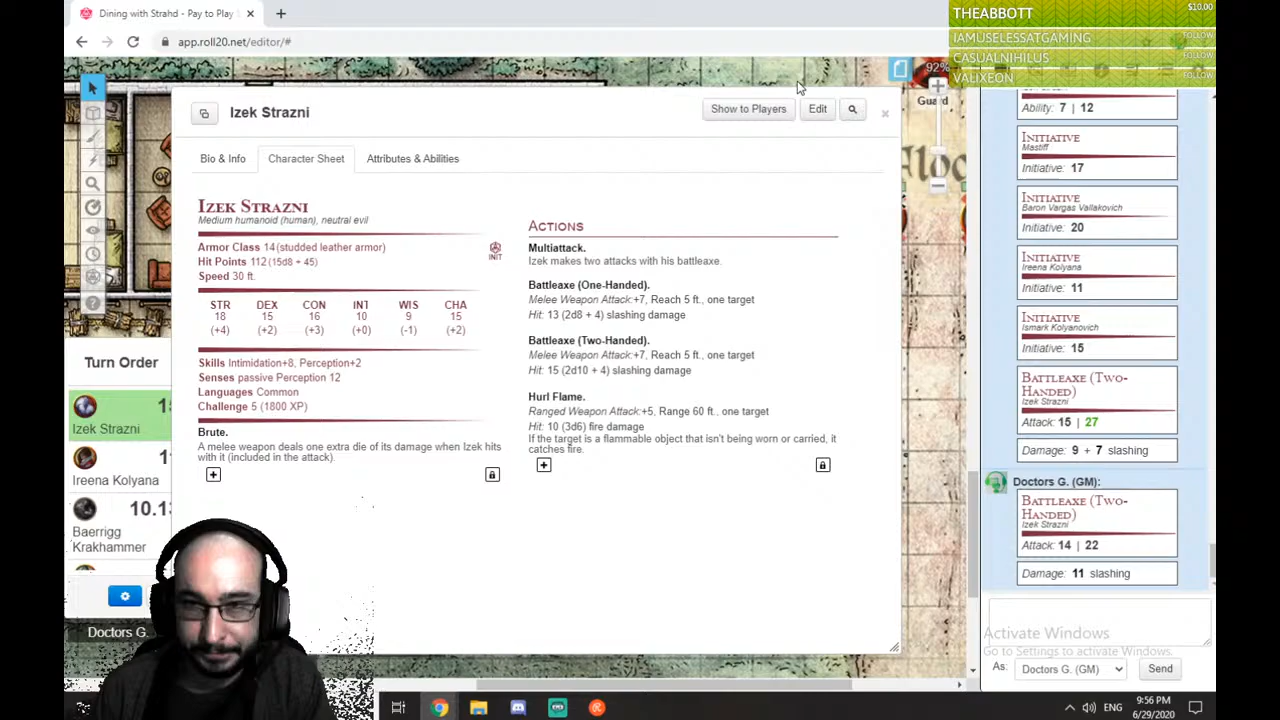 Dining with Strahd - Pay to Play
app.roll20.net/editor/#
THEABBOTT
$10.00
IAMUSELESSATGAMING
FOLLOW
CASUALNIHILUS
FOLLOW
VALIXEON
FOLLOW
92%
Guard
Izek Strazni
Show to Players
Edit
Bio & Info
Character Sheet
Attributes & Abilities
IZEK STRAZNI
Medium humanoid (human), neutral evil
Armor Class 14 (studded leather armor)
Hit Points 112 (15d8 + 45)
Speed 30 ft.
INIT
STR DEX CON INT WIS CHA
18 15 16 10 9 15
(+4) (+2) (+3) (+0) (-1) (+2)
Skills Intimidation+8, Perception+2
Senses passive Perception 12
Languages Common
Challenge 5 (1800 XP)
Brute.
A melee weapon deals one extra die of its damage when Izek hits
with it (included in the attack).
ACTIONS
Multiattack.
Izek makes two attacks with his battleaxe.
Battleaxe (One-Handed).
Melee Weapon Attack:+7, Reach 5 ft., one target
Hit: 13 (2d8 + 4) slashing damage
Battleaxe (Two-Handed).
Melee Weapon Attack:+7, Reach 5 ft., one target
Hit: 15 (2d10 + 4) slashing damage
Hurl Flame.
Ranged Weapon Attack:+5, Range 60 ft., one target
Hit: 10 (3d6) fire damage
If the target is a flammable object that isn't being worn or carried, it
catches fire.
Turn Order
Izek Strazni
Ireena Kolyana
10.13
Baerrigg
Krakhammer
Doctors G.
Ability: 7 | 12
INITIATIVE
Mastiff
Initiative: 17
INITIATIVE
Baron Vargas Vallakovich
Initiative: 20
INITIATIVE
Ireena Kolyana
Initiative: 11
INITIATIVE
Ismark Kolyanovich
Initiative: 15
BATTLEAXE (TWO-
HANDED)
Izek Strazni
Attack: 15 | 27
Damage: 9 + 7 slashing
Doctors G. (GM):
BATTLEAXE (TWO-
HANDED)
Izek Strazni
Attack: 14 | 22
Damage: 11 slashing
Activate Windows
Go to Settings to activate Windows.
As:
Doctors G. (GM)
Send
ENG
9:56 PM
6/29/2020